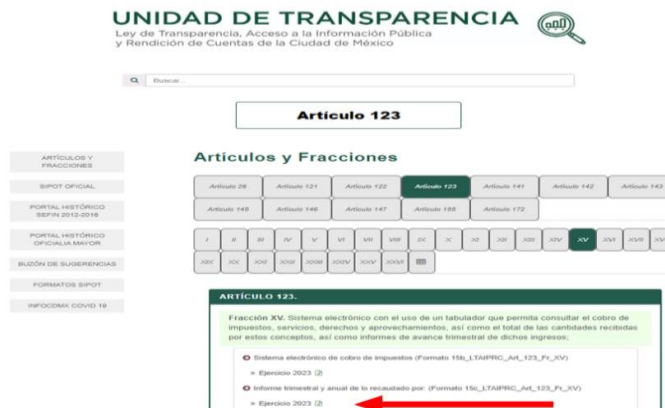 UNIDAD DE TRANSPARENCIA
Ley de Transparencia, Acceso a la Información Pública
y Rendición de Cuentas de la Ciudad de México
Buscar...
Artículo 123
ARTÍCULOS Y
FRACCIONES
SIPOT OFICIAL
PORTAL HISTÓRICO
SEFIN 2012-2018
PORTAL HISTÓRICO
OFICIALIA MAYOR
BUZÓN DE SUGERENCIAS
FORMATOS SIPOT
INFOCDMX COVID 19
Artículos y Fracciones
Artículo 26 Artículo 121 Artículo 122 Artículo 123 Artículo 141 Artículo 142 Artículo 143
Artículo 145 Artículo 146 Artículo 147 Artículo 155 Artículo 172
I II III IV V VI VII VIII IX X XI XII XIII XIV XV XVI XVII
XIX XX XXI XXII XXIII XXIV XXV XXVI
ARTÍCULO 123.
Fracción XV. Sistema electrónico con el uso de un tabulador que permita consultar el cobro de
impuestos, servicios, derechos y aprovechamientos, así como el total de las cantidades recibidas
por estos conceptos, así como informes de avance trimestral de dichos ingresos;
Sistema electrónico de cobro de impuestos (Formato 15b_LTAIPRC_Art_123_Fr_XV)
» Ejercicio 2023
Informe trimestral y anual de lo recaudado por: (Formato 15c_LTAIPRC_Art_123_Fr_XV)
» Ejercicio 2023